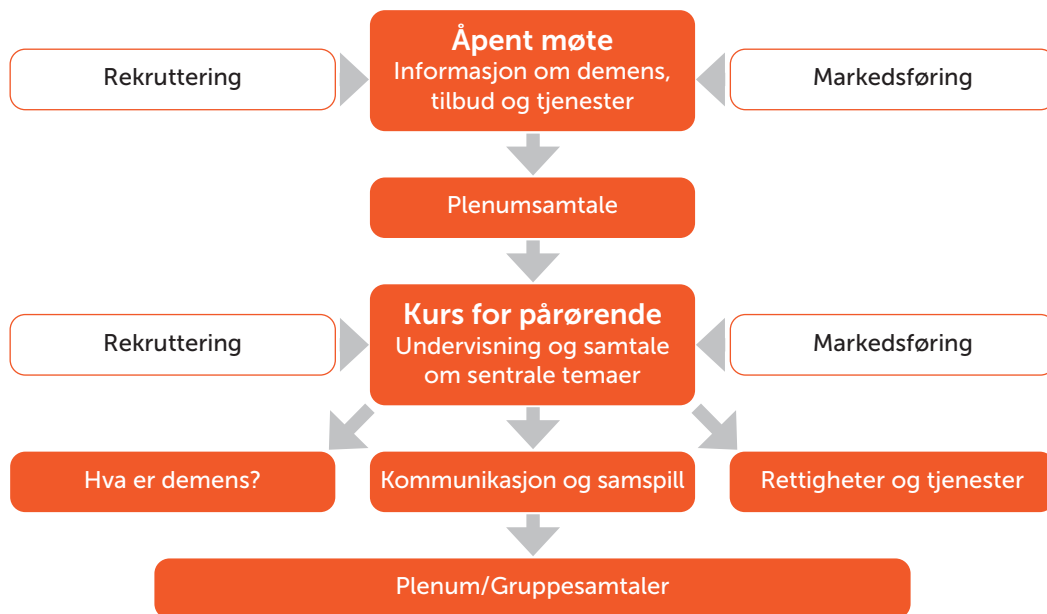 Åpent møte
Informasjon om demens,
tilbud og tjenester
Rekruttering
Markedsføring
Plenumsamtale
Kurs for pårørende
Undervisning og samtale
om sentrale temaer
Rekruttering
Markedsføring
Hva er demens?
Kommunikasjon og samspill
Rettigheter og tjenester
Plenum/Gruppesamtaler